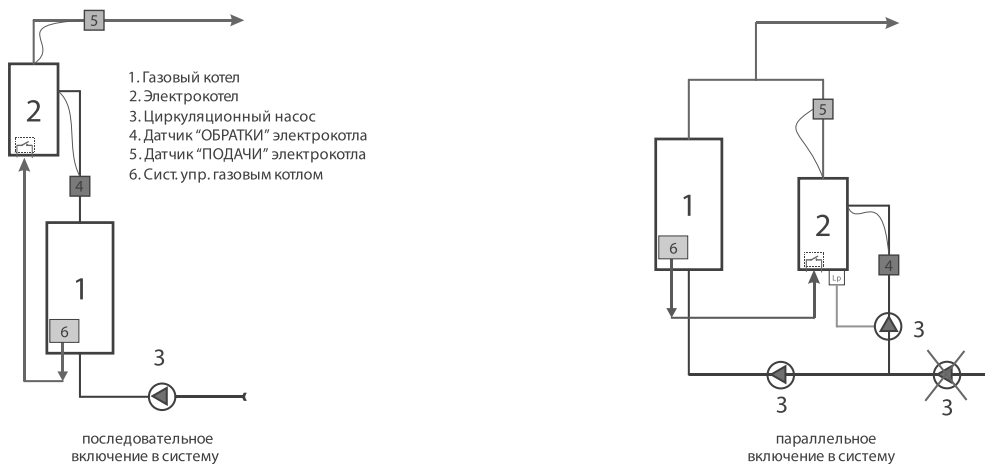 5
2
4
1
6
3
1. Газовый котел
2. Электрокотел
3. Циркуляционный насос
4. Датчик “ОБРАТКИ” электрокотла
5. Датчик “ПОДАЧИ” электрокотла
6. Сист. упр. газовым котлом
последовательное
включение в систему
5
1
2
6
4
Lp
3
3
3
параллельное
включение в систему